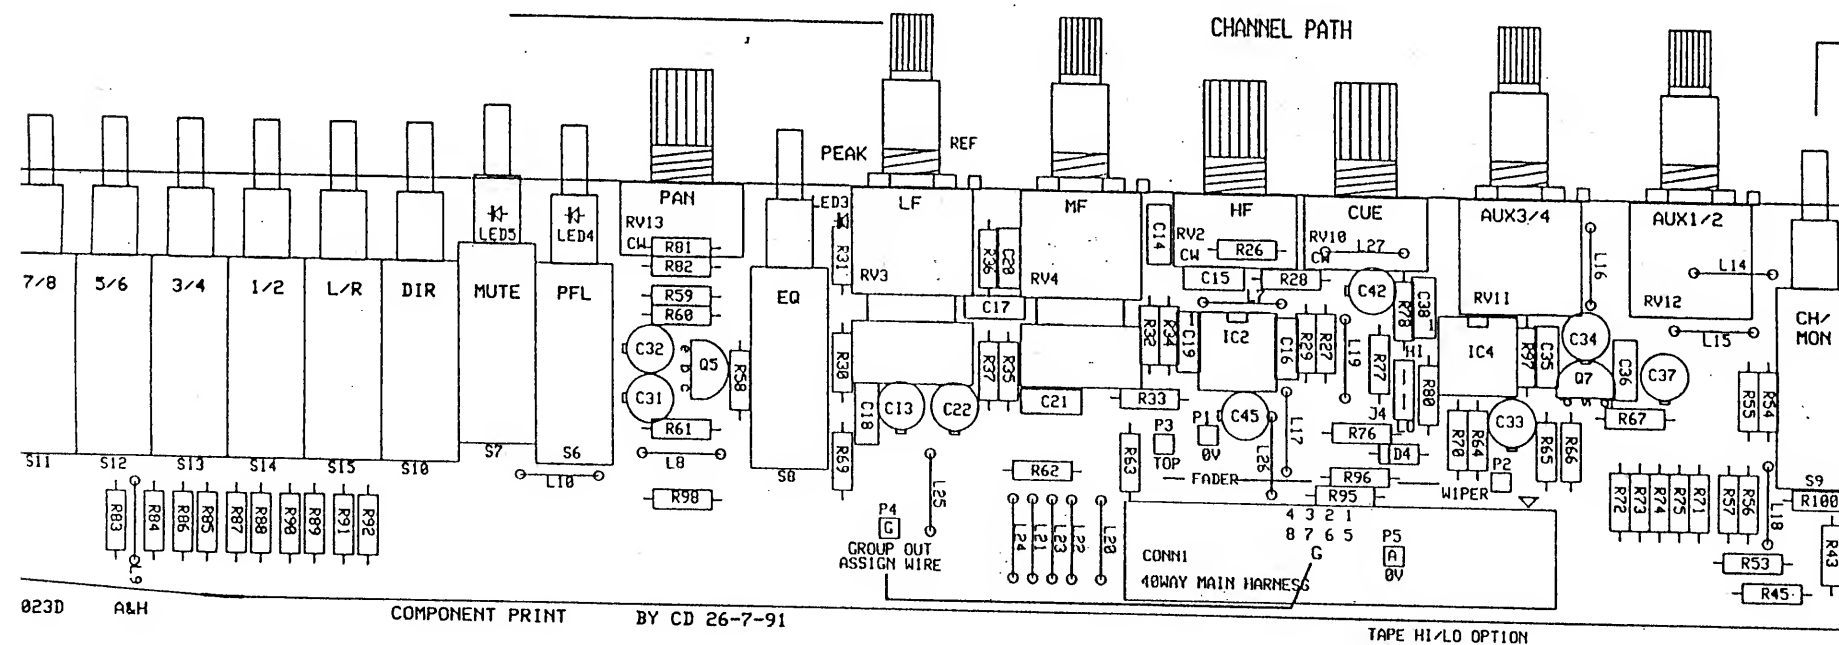 CHANNEL PATH
PEAK
REF
PAN
RV13
CW
R81
R82
R59
R60
C32
e b c
Q5
R58
C31
R61
L8
R98
7/8
5/6
3/4
1/2
L/R
DIR
MUTE
LED5
PFL
LED4
EQ
S11
S12
S13
S14
S15
S10
S7
S6
S8
L10
R83
L9
R84
R86
R85
R87
R88
R90
R89
R91
R92
LED3
R31
R30
R69
LF
RV3
C18
C13
C22
L25
P4
G
GROUP OUT
ASSIGN WIRE
R36
C20
C17
R37
R35
MF
RV4
C21
R62
L24
L21
L23
L22
L20
C14
HF
RV2
CW
R26
C15
R28
L7
R32
R34
C19
IC2
C16
R29
R27
L19
R33
P3
TOP
P1
0V
C45
L17
L26
R63
FADER
CUE
RV10
CW
L27
C42
R78
C38
HI
R77
R80
J4
LO
R76
D4
R96
R95
WIPER
P2
4 3 2 1
8 7 6 5
G
P5
A
0V
CONN1
40WAY MAIN HARNESS
AUX3/4
RV11
IC4
R97
C35
C34
Q7
C36
C37
R67
C33
R70
R64
R65
R66
L16
AUX1/2
L14
RV12
L15
R55
R54
R72
R73
R74
R75
R71
R57
R56
L18
R53
R45
CH/
MON
S9
R100
R43
023D
A&H
COMPONENT PRINT
BY CD 26-7-91
TAPE HI/LO OPTION